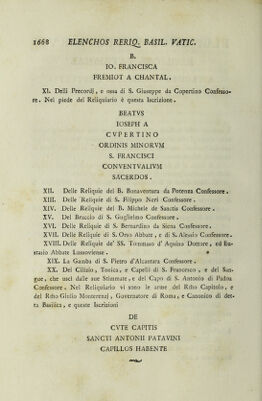 1668 ELENCHOS RERIQ. BASIL. VATIC.
B.
IO. FRANCISCA
FREMIOT A CHANTAL.
XI. Delli Precordj, e ossa di S. Giuseppe da Copertino Confesso-
re. Nel piede del Reliquiario è questa Iscrizione.
BEATVS
IOSEPH A
CVPERTINO
ORDINIS MINORVM
S. FRANCISCI
CONVENTVALIVM
SACERDOS.
XII. Delle Reliquie del B. Bonaventura da Potenza Confessore.
XIII. Delle Reliquie di S. Filippo Neri Confessore.
XIV. Delle Reliquie del B. Michele de Sanctis Confessore.
XV. Del Braccio di S. Guglielmo Confessore.
XVI. Delle Reliquie di S. Bernardino da Siena Confessore.
XVII. Delle Reliquie di S. Orso Abbate, e di S. Alessio Confessore.
XVIII. Delle Reliquie de' SS. Tommaso d'Aquino Dottore, ed Eu-
stasio Abbate Lussoviense.
XIX. La Gamba di S. Pietro d'Alcantara Confessore.
XX. Del Cilizio, Tonica, e Capelli di S. Francesco, e del San-
gue, che uscì dalle sue Stimmate, e del Capo di S. Antonio di Padoa
Confessore. Nel Reliquiario vi sono le arme del Rño Capitolo, e
del Rño Giulio Monterenzj, Governatore di Roma, e Canonico di det-
ta Basilica, e queste Iscrizioni
DE
CVTE CAPITIS
SANCTI ANTONII PATAVINI
CAPILLOS HABENTE